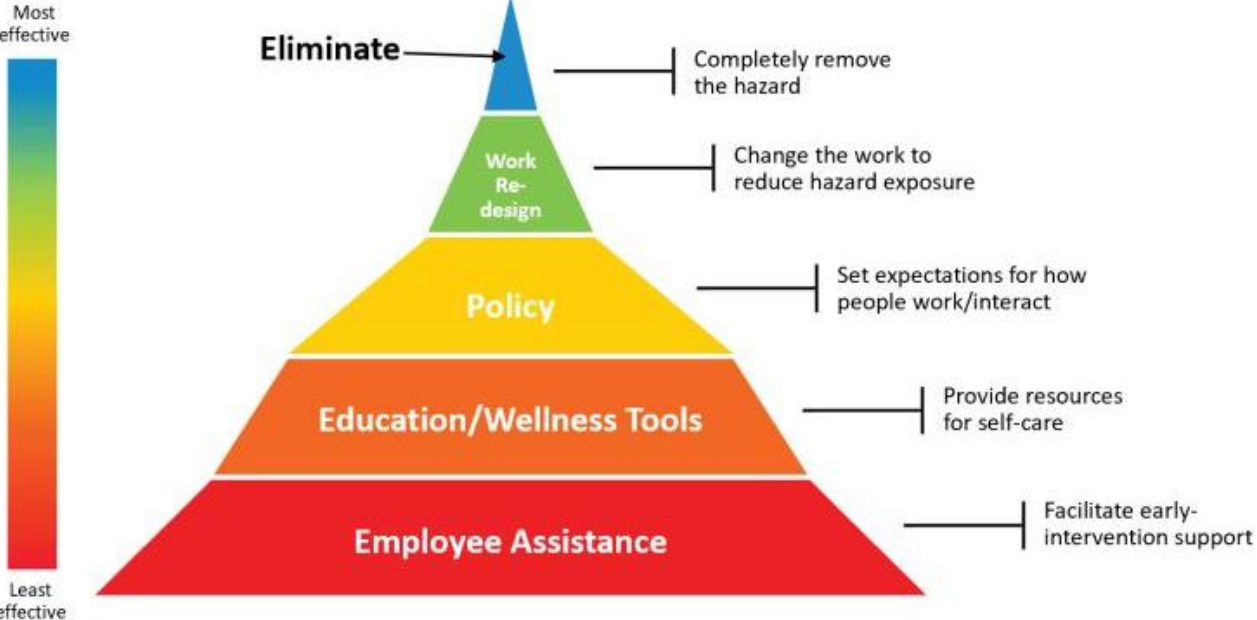 Most
effective
Eliminate
Completely remove
the hazard
Work
Re-
design
Change the work to
reduce hazard exposure
Policy
Set expectations for how
people work/interact
Education/Wellness Tools
Provide resources
for self-care
Employee Assistance
Facilitate early-
intervention support
Least
effective